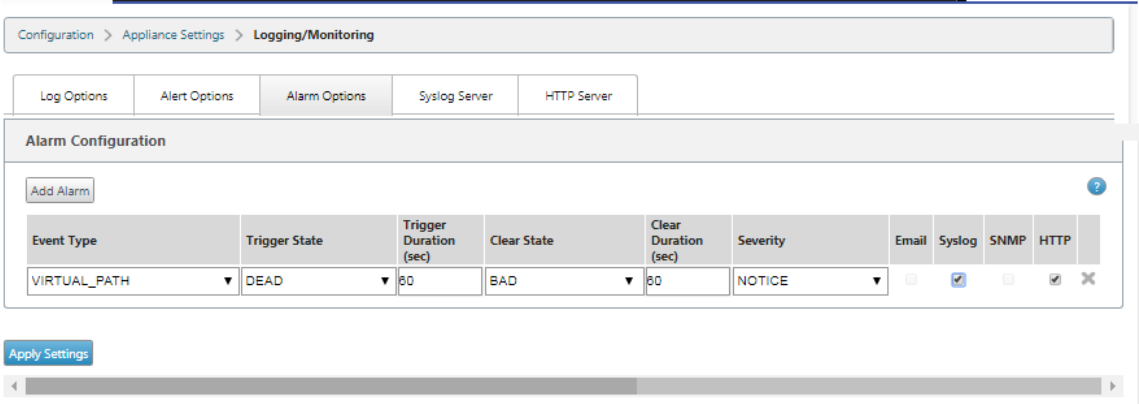 Configuration > Appliance Settings > Logging/Monitoring
Log Options Alert Options Alarm Options Syslog Server HTTP Server
Alarm Configuration
Add Alarm ?
Event Type Trigger State Trigger Duration (sec) Clear State Clear Duration (sec) Severity Email Syslog SNMP HTTP
VIRTUAL_PATH DEAD 60 BAD 60 NOTICE
Apply Settings